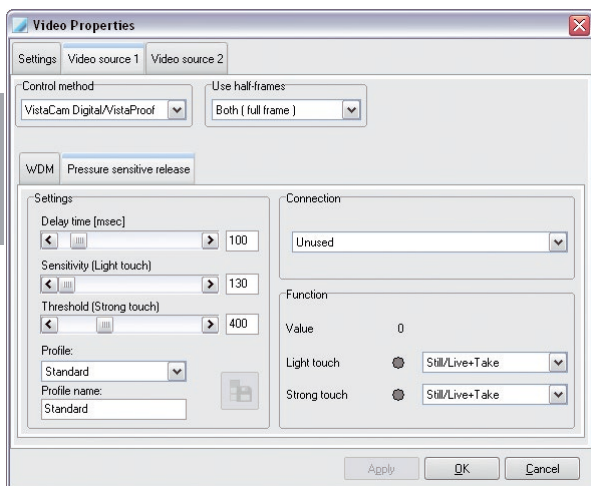 Video Properties
Settings Video source 1 Video source 2
Control method
VistaCam Digital/VistaProof
Use half-frames
Both ( full frame )
WDM Pressure sensitive release
Settings
Delay time [msec]
100
Sensitivity (Light touch)
130
Threshold (Strong touch)
400
Profile:
Standard
Profile name:
Standard
Connection
Unused
Function
Value 0
Light touch Still/Live+Take
Strong touch Still/Live+Take
Apply OK Cancel